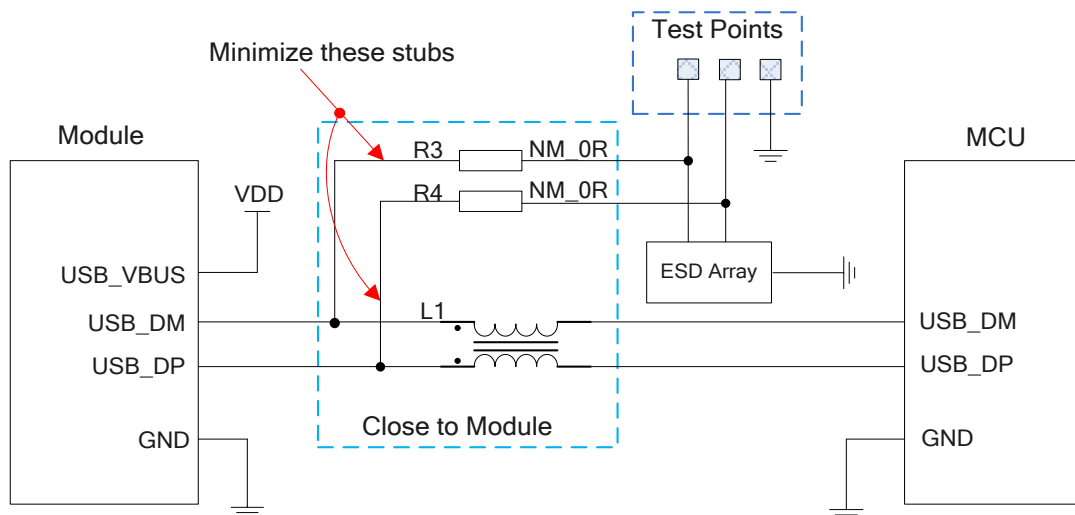 Test Points
Minimize these stubs
Module
MCU
R3
NM_0R
R4
NM_0R
VDD
USB_VBUS
ESD Array
USB_DM
L1
USB_DM
USB_DP
USB_DP
Close to Module
GND
GND